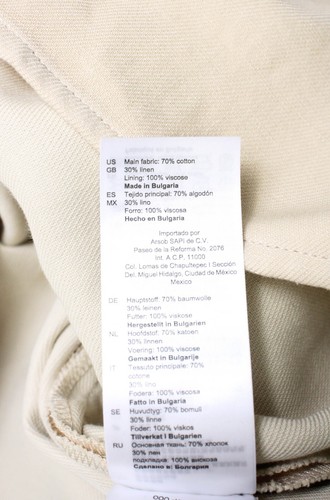 US Main fabric: 70% cotton
GB 30% linen
Lining: 100% viscose
Made in Bulgaria
ES Tejido principal: 70% algodón
MX 30% lino
Forro: 100% viscosa
Hecho en Bulgaria
Importado por
Arsob SAPI de C.V.
Paseo de la Reforma No. 2076
Int. A.C.P. 11000
Col. Lomas de Chapultepec I Sección
Del. Miguel Hidalgo, Ciudad de México
Mexico
DE Hauptstoff: 70% baumwolle
30% leinen
Futter: 100% viskose
Hergestellt in Bulgarien
NL Hoofdstof: 70% katoen
30% linnen
Voering: 100% viscose
Gemaakt in Bulgarije
IT Tessuto principale: 70%
cotone
30% lino
Fodera: 100% viscosa
Fatto in Bulgaria
SE Huvudtyg: 70% bomull
30% linne
Foder: 100% viskos
Tillverkat i Bulgarien
RU Основная ткань: 70% хлопок
30% лен
подкладка: 100% вискоза
Сделано в: Болгария